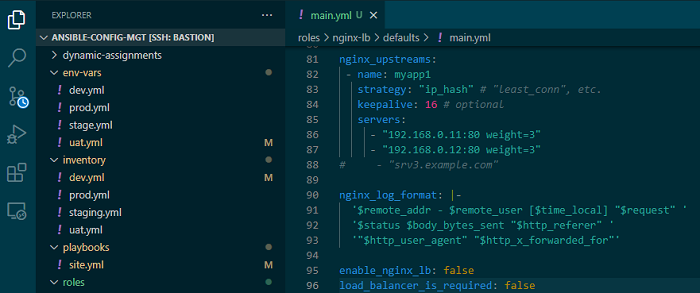 EXPLORER
ANSIBLE-CONFIG-MGT [SSH: BASTION]
dynamic-assignments
env-vars
! dev.yml
! prod.yml
! stage.yml
! uat.yml M
inventory
! dev.yml M
! prod.yml
! staging.yml
! uat.yml
playbooks
! site.yml M
roles
! main.yml U
roles > nginx-lb > defaults > ! main.yml
81 nginx_upstreams:
82 - name: myapp1
83 strategy: "ip_hash" # "least_conn", etc.
84 keepalive: 16 # optional
85 servers:
86 - "192.168.0.11:80 weight=3"
87 - "192.168.0.12:80 weight=3"
88 # - "srv3.example.com"
89
90 nginx_log_format: |-
91 '$remote_addr - $remote_user [$time_local] "$request" '
92 '$status $body_bytes_sent "$http_referer" '
93 '"$http_user_agent" "$http_x_forwarded_for"'
94
95 enable_nginx_lb: false
96 load_balancer_is_required: false